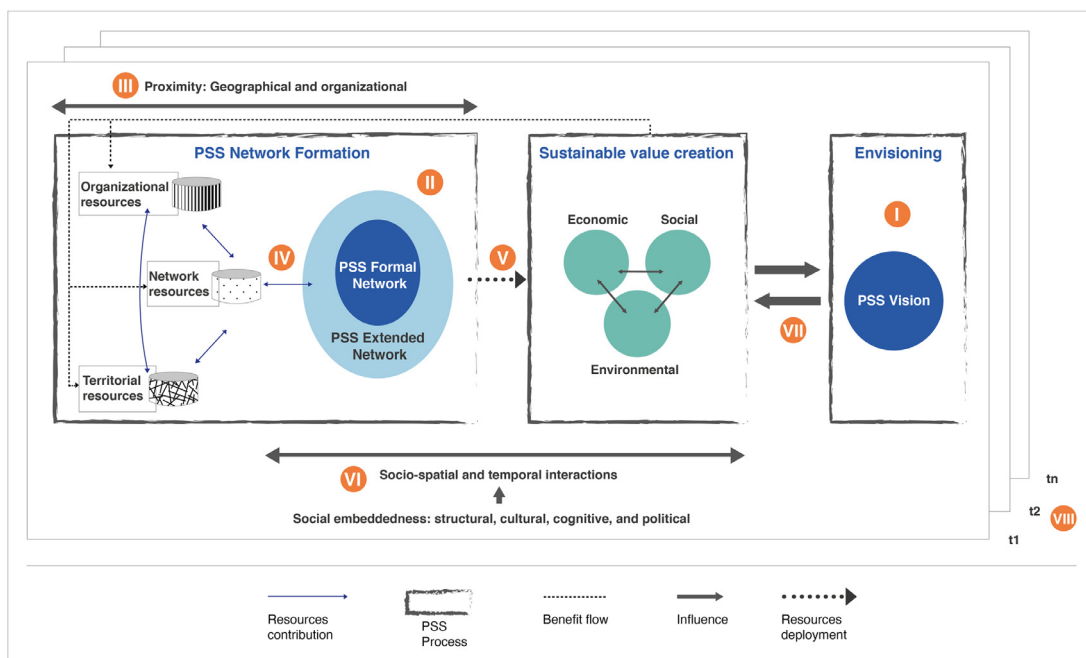 III
Proximity: Geographical and organizational
PSS Network Formation
Sustainable value creation
Envisioning
Organizational
resources
II
Economic
Social
I
IV
V
Network
resources
PSS Formal
Network
PSS Vision
PSS Extended
Network
VII
Territorial
resources
Environmental
VI
Socio-spatial and temporal interactions
Social embeddedness: structural, cultural, cognitive, and political
tn
t2
VIII
t1
Resources
contribution
PSS
Process
Benefit flow
Influence
Resources
deployment